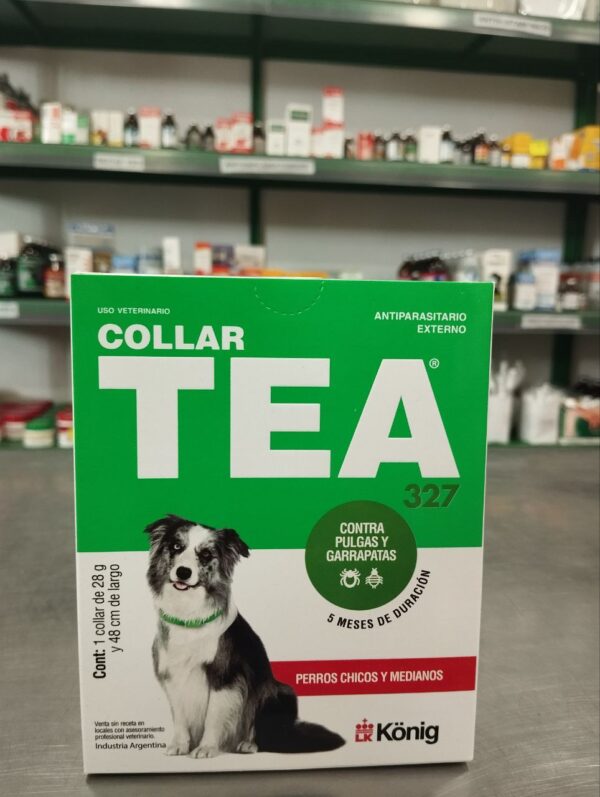 USO VETERINARIO
ANTIPARASITARIO
EXTERNO
COLLAR
TEA®
327
CONTRA
PULGAS Y
GARRAPATAS
5 MESES DE DURACIÓN
Cont: 1 collar de 28 g
y 48 cm de largo
PERROS CHICOS Y MEDIANOS
Venta sin receta en
locales con asesoramiento
profesional veterinario.
Industria Argentina
LK König